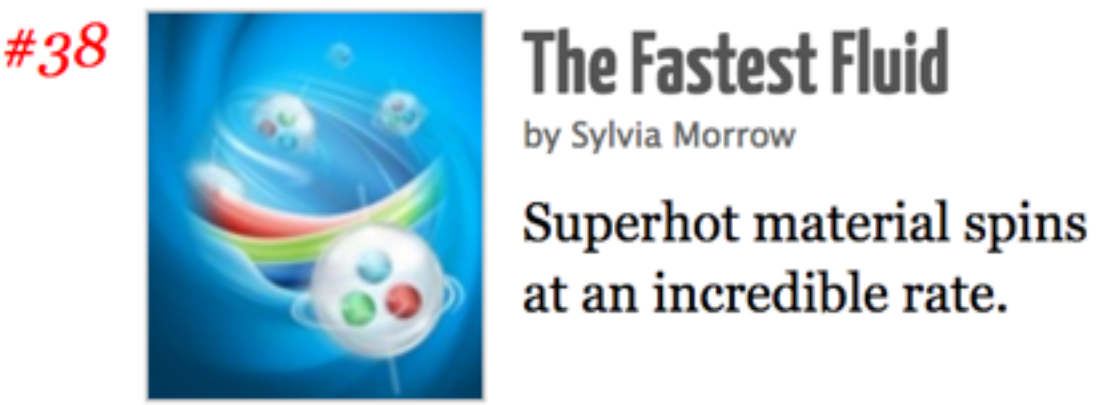 #38
The Fastest Fluid
by Sylvia Morrow
Superhot material spins
at an incredible rate.